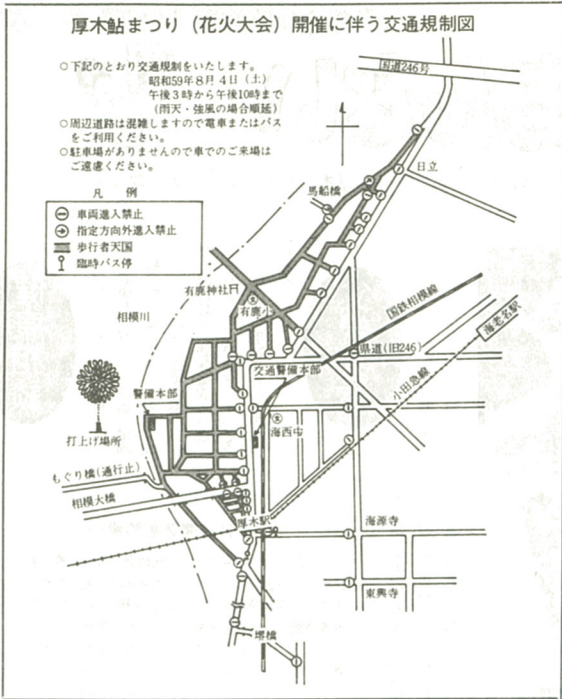 厚木鮎まつり(花火大会)開催に伴う交通規制図
○下記のとおり交通規制をいたします。
昭和59年8月4日(土)
午後3時から午後10時まで
(雨天・強風の場合順延)
○周辺道路は混雑しますので電車またはバス
をご利用ください。
○駐車場がありませんので車でのご来場は
ご遠慮ください。
凡例
車両進入禁止
指定方向外進入禁止
歩行者天国
臨時バス停
国道246号
日立
馬船橋
有鹿神社
有鹿小
文
相模川
国鉄相模線
海老名駅
県道(旧246)
交通警備本部
小田急線
警備本部
文
海西中
打上げ場所
もぐり橋(通行止)
相模大橋
厚木駅
海源寺
東興寺
堺橋